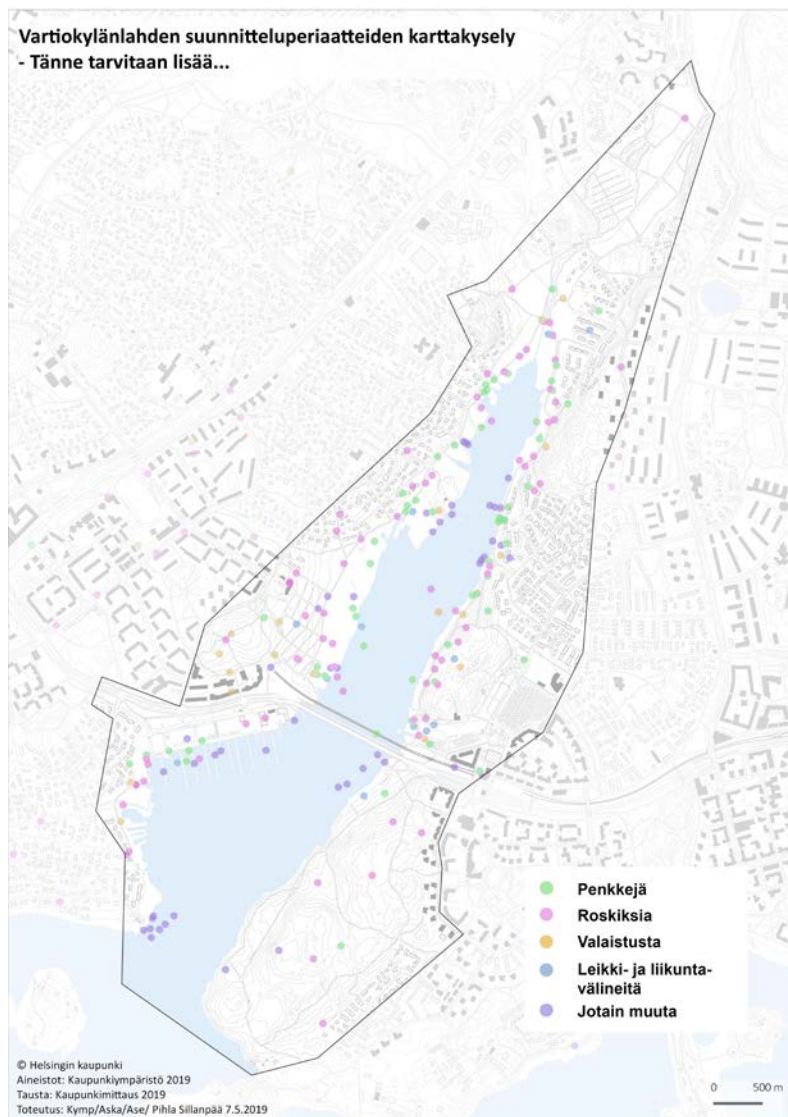 Vartiokylänlahden suunnitteluperiaatteiden karttakysely
- Tänne tarvitaan lisää...
Penkkejä
Roskiksia
Valaistusta
Leikki- ja liikunta-
välineitä
Jotain muuta
© Helsingin kaupunki
Aineistot: Kaupunkiympäristö 2019
Tausta: Kaupunkimittaus 2019
Toteutus: Kymp/Aska/Ase/ Pihla Sillanpää 7.5.2019
0 500 m